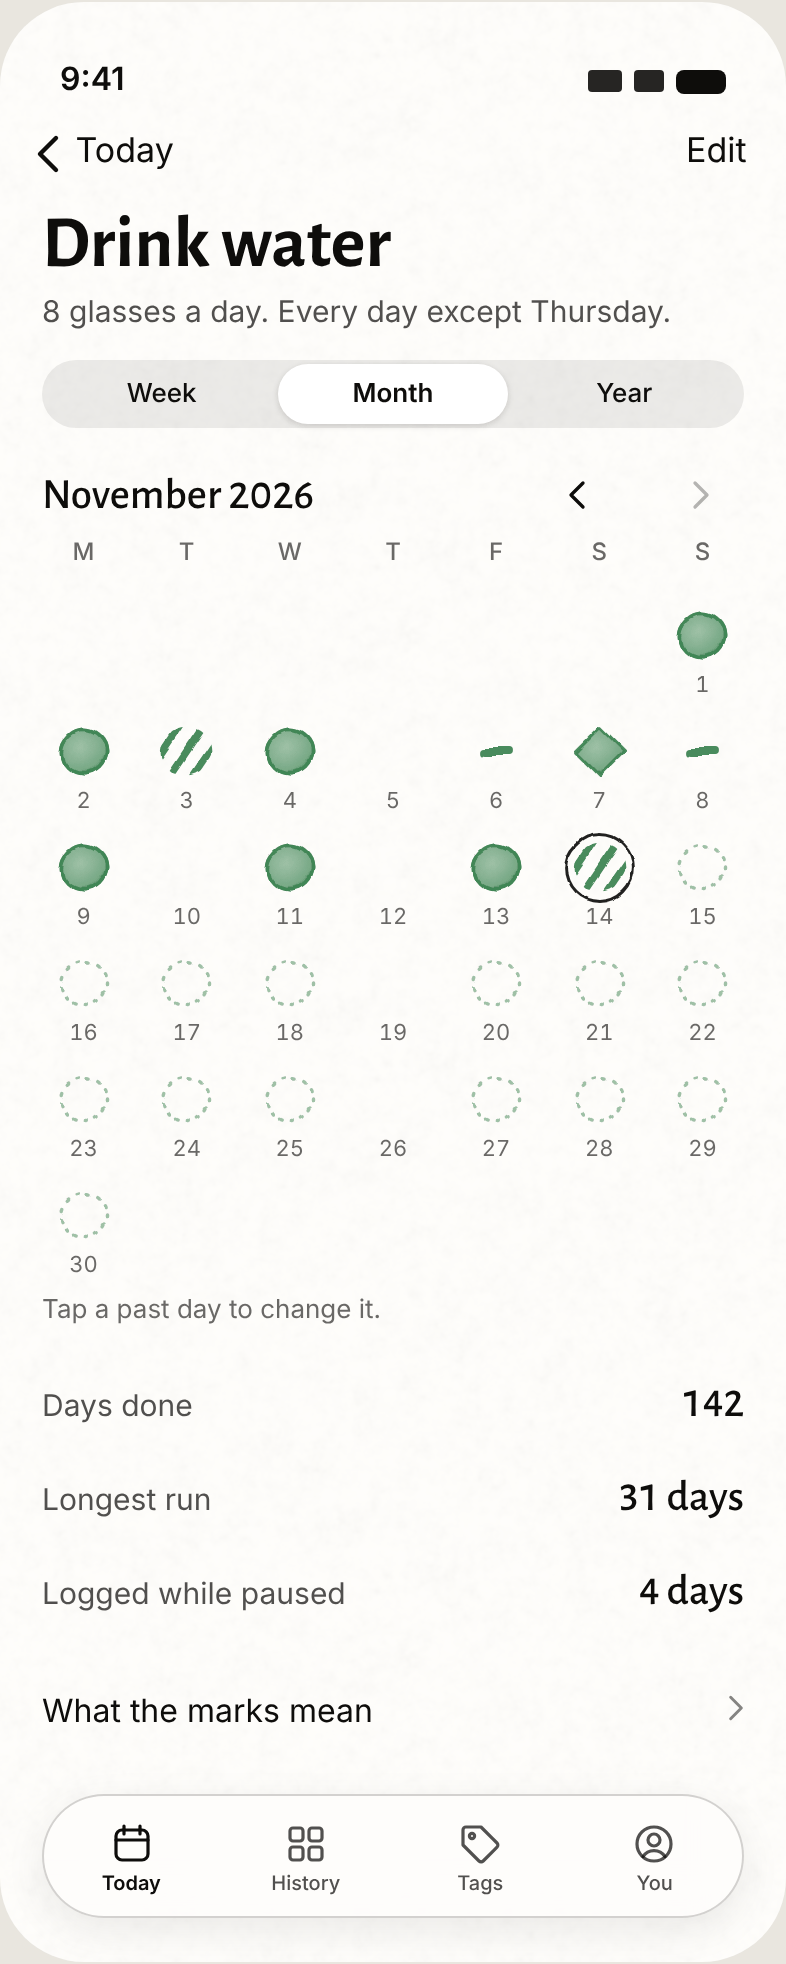 9:41
Today Edit
Drink water
8 glasses a day. Every day except Thursday.
Week Month Year
November 2026
M T W T F S S
1
2 3 4 5 6 7 8
9 10 11 12 13 14 15
16 17 18 19 20 21 22
23 24 25 26 27 28 29
30
Tap a past day to change it.
Days done 142
Longest run 31 days
Logged while paused 4 days
What the marks mean
Today History Tags You